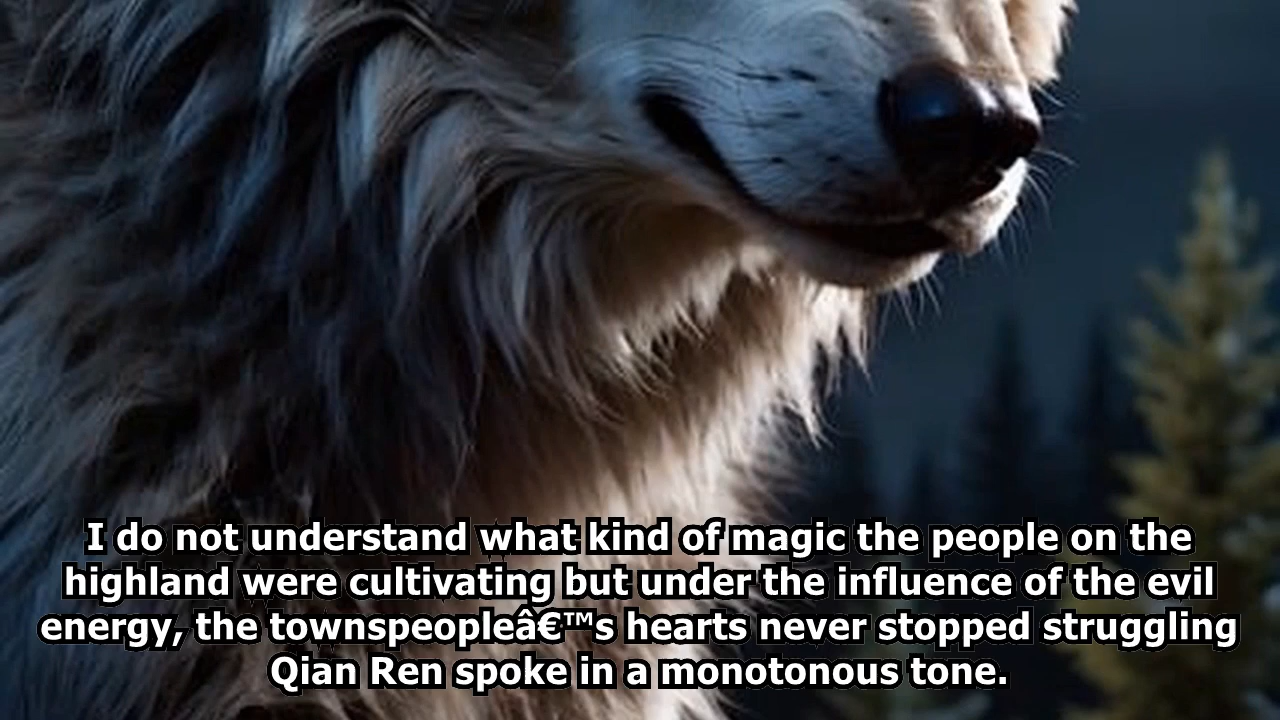 I do not understand what kind of magic the people on the
highland were cultivating but under the influence of the evil
energy, the townspeopleâ€™s hearts never stopped struggling
Qian Ren spoke in a monotonous tone.